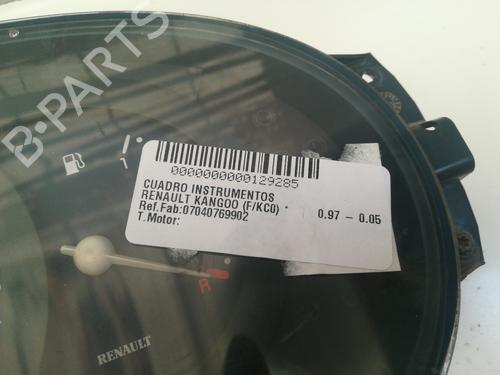 B-PARTS
0000000000129285
CUADRO INSTRUMENTOS
RENAULT KANGOO (F/KC0) * 0.97 - 0.05
Ref.Fab:07040769902
T.Motor:
1
R
RENAULT